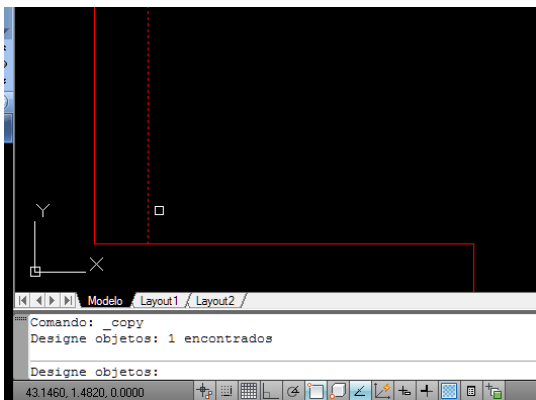 Y
X
Modelo Layout1 Layout2
Comando: _copy
Designe objetos: 1 encontrados
Designe objetos:
43.1460, 1.4820, 0.0000